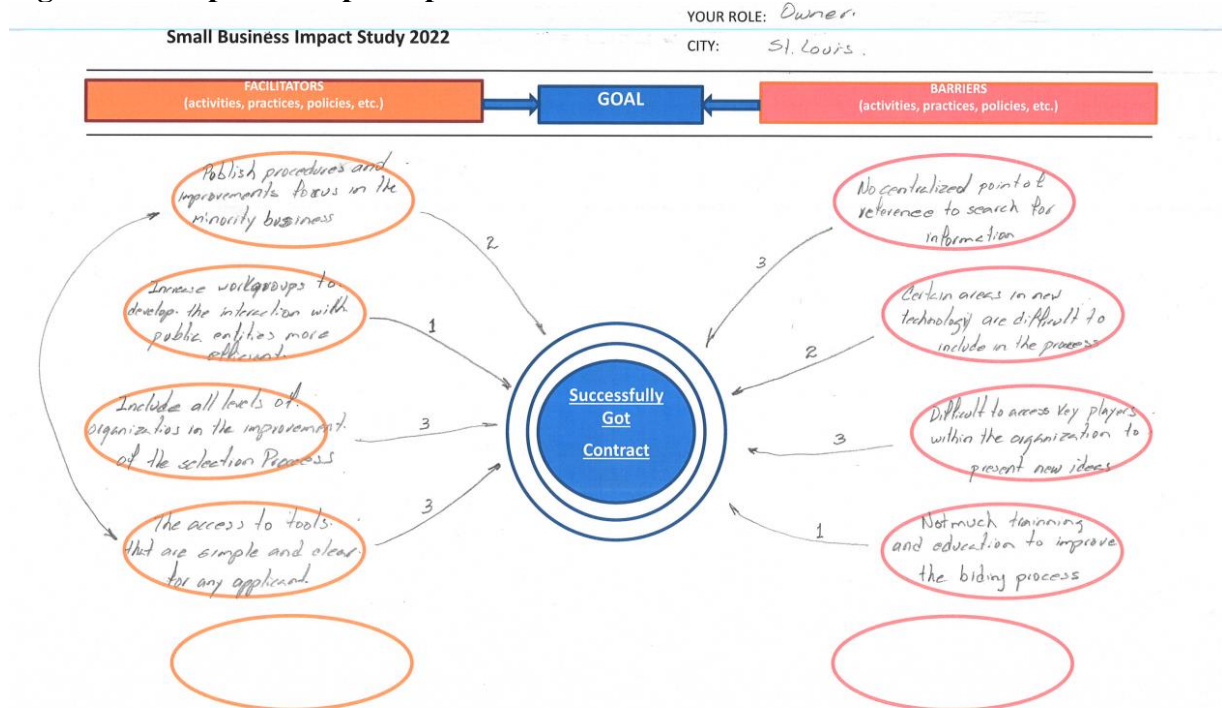 YOUR ROLE: Owner.
Small Business Impact Study 2022
CITY: St. Louis.
FACILITATORS
(activities, practices, policies, etc.)
GOAL
BARRIERS
(activities, practices, policies, etc.)
Publish procedures and
improvements focus in the
minority business
2
Increase workgroups to
develop the interaction with
public entities more
efficient.
1
Include all levels of
organizatios in the improvement
of the selection Process
3
The access to tools
that are simple and clear
for any applicant.
3
Successfully
Got
Contract
No centralized point of
reference to search for
information
3
Certain areas in new
technology are difficult to
include in the process
2
Difficult to access key players
within the organization to
present new ideas
3
Not much trainning
and education to improve
the biding process
1